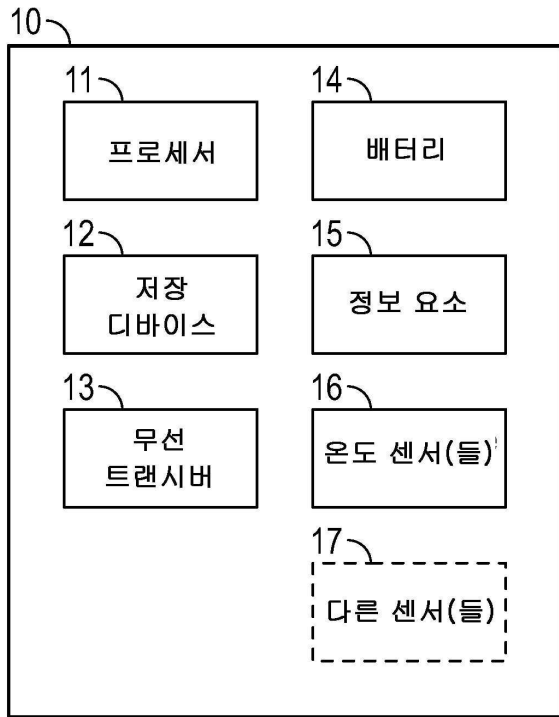 10
11
프로세서
14
배터리
12
저장
디바이스
15
정보 요소
13
무선
트랜시버
16
온도 센서(들)
17
다른 센서(들)